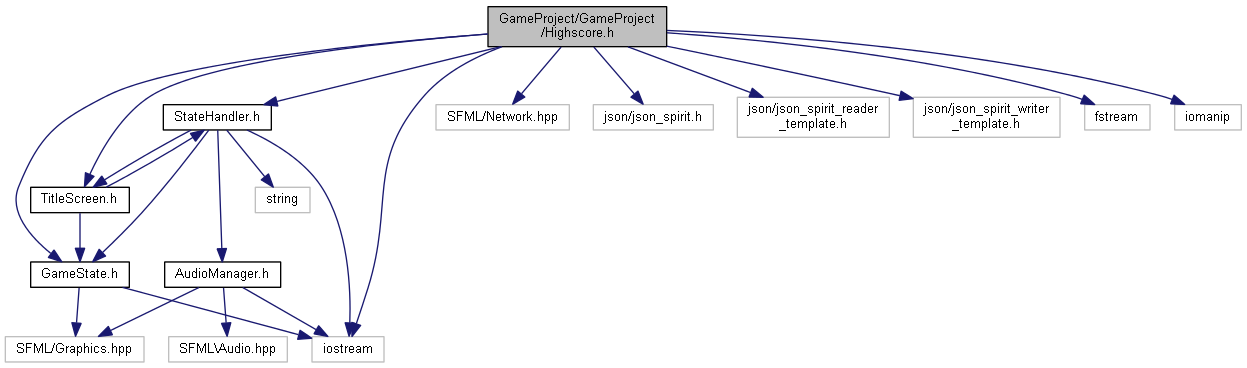 GameProject/GameProject
/Highscore.h
StateHandler.h
SFML/Network.hpp
json/json_spirit.h
json/json_spirit_reader
_template.h
json/json_spirit_writer
_template.h
fstream
iomanip
TitleScreen.h
string
GameState.h
AudioManager.h
SFML/Graphics.hpp
SFML\Audio.hpp
iostream